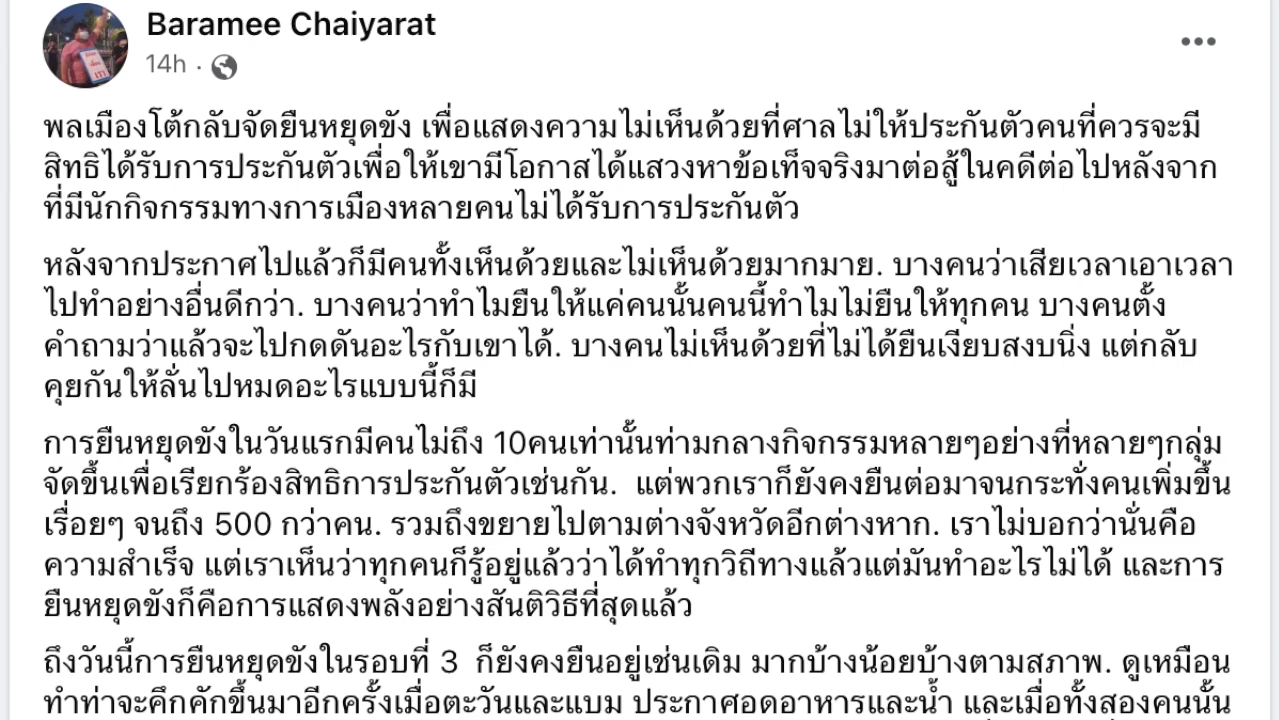 Baramee Chaiyarat
14h ·
พลเมืองโต้กลับจัดยืนหยุดขัง เพื่อแสดงความไม่เห็นด้วยที่ศาลไม่ให้ประกันตัวคนที่ควรจะมี
สิทธิได้รับการประกันตัวเพื่อให้เขามีโอกาสได้แสวงหาข้อเท็จจริงมาต่อสู้ในคดีต่อไปหลังจาก
ที่มีนักกิจกรรมทางการเมืองหลายคนไม่ได้รับการประกันตัว
หลังจากประกาศไปแล้วก็มีคนทั้งเห็นด้วยและไม่เห็นด้วยมากมาย. บางคนว่าเสียเวลาเอาเวลา
ไปทำอย่างอื่นดีกว่า. บางคนว่าทำไมยืนให้แค่คนนั้นคนนี้ทำไมไม่ยืนให้ทุกคน บางคนตั้ง
คำถามว่าแล้วจะไปกดดันอะไรกับเขาได้. บางคนไม่เห็นด้วยที่ไม่ได้ยืนเงียบสงบนิ่ง แต่กลับ
คุยกันให้ลั่นไปหมดอะไรแบบนี้ก็มี
การยืนหยุดขังในวันแรกมีคนไม่ถึง 10คนเท่านั้นท่ามกลางกิจกรรมหลายๆอย่างที่หลายๆกลุ่ม
จัดขึ้นเพื่อเรียกร้องสิทธิการประกันตัวเช่นกัน.  แต่พวกเราก็ยังคงยืนต่อมาจนกระทั่งคนเพิ่มขึ้น
เรื่อยๆ จนถึง 500 กว่าคน. รวมถึงขยายไปตามต่างจังหวัดอีกต่างหาก. เราไม่บอกว่านั่นคือ
ความสำเร็จ แต่เราเห็นว่าทุกคนก็รู้อยู่แล้วว่าได้ทำทุกวิถีทางแล้วแต่มันทำอะไรไม่ได้ และการ
ยืนหยุดขังก็คือการแสดงพลังอย่างสันติวิธีที่สุดแล้ว
ถึงวันนี้การยืนหยุดขังในรอบที่ 3  ก็ยังคงยืนอยู่เช่นเดิม มากบ้างน้อยบ้างตามสภาพ. ดูเหมือน
ทำท่าจะคึกคักขึ้นมาอีกครั้งเมื่อตะวันและแบม ประกาศอดอาหารและน้ำ และเมื่อทั้งสองคนนั้น